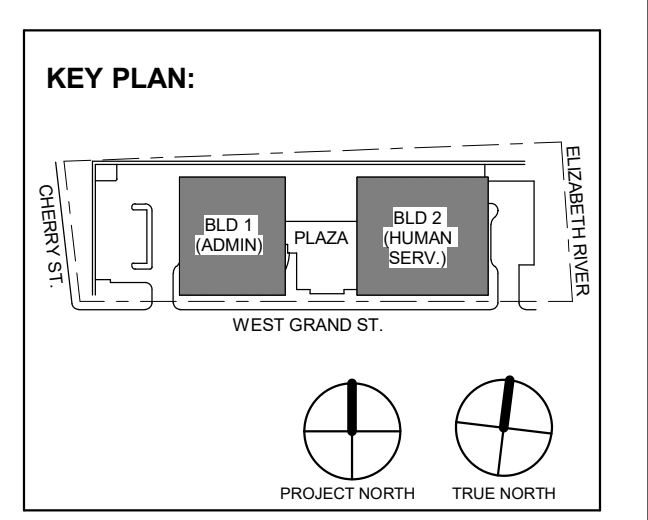 KEY PLAN:
CHERRY ST.
BLD 1
(ADMIN)
PLAZA
BLD 2
(HUMAN
SERV.)
ELIZABETH RIVER
WEST GRAND ST.
PROJECT NORTH
TRUE NORTH